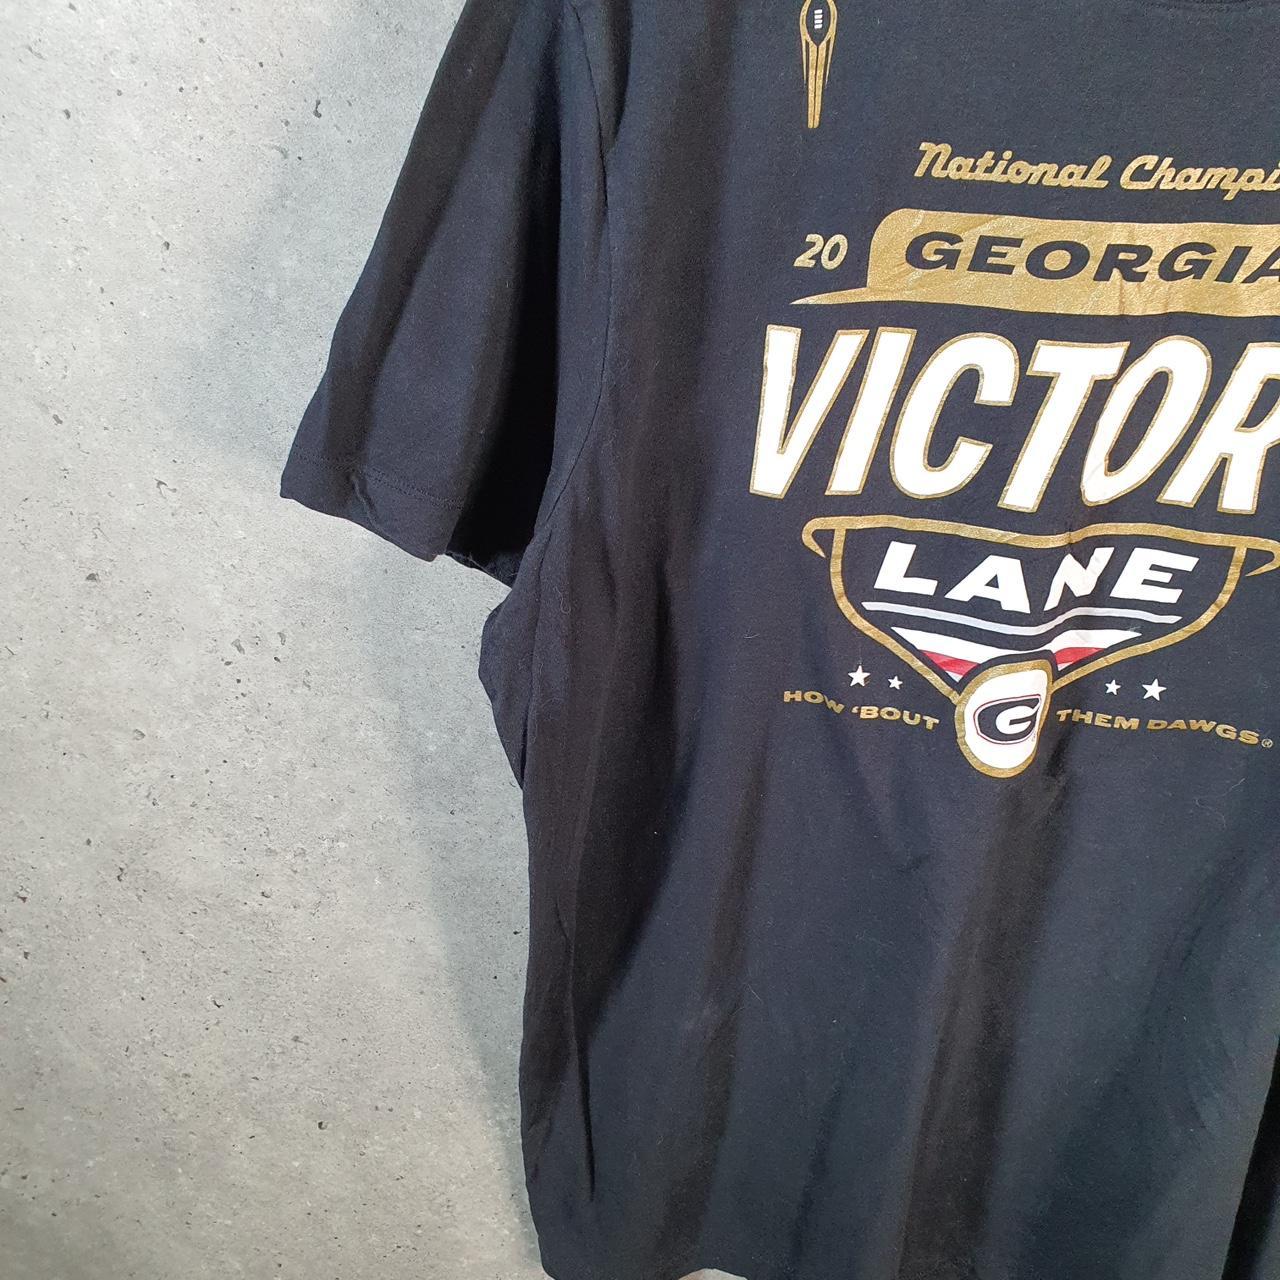 National Champi
20 GEORGIA
VICTOR
LANE
HOW 'BOUT G THEM DAWGS®